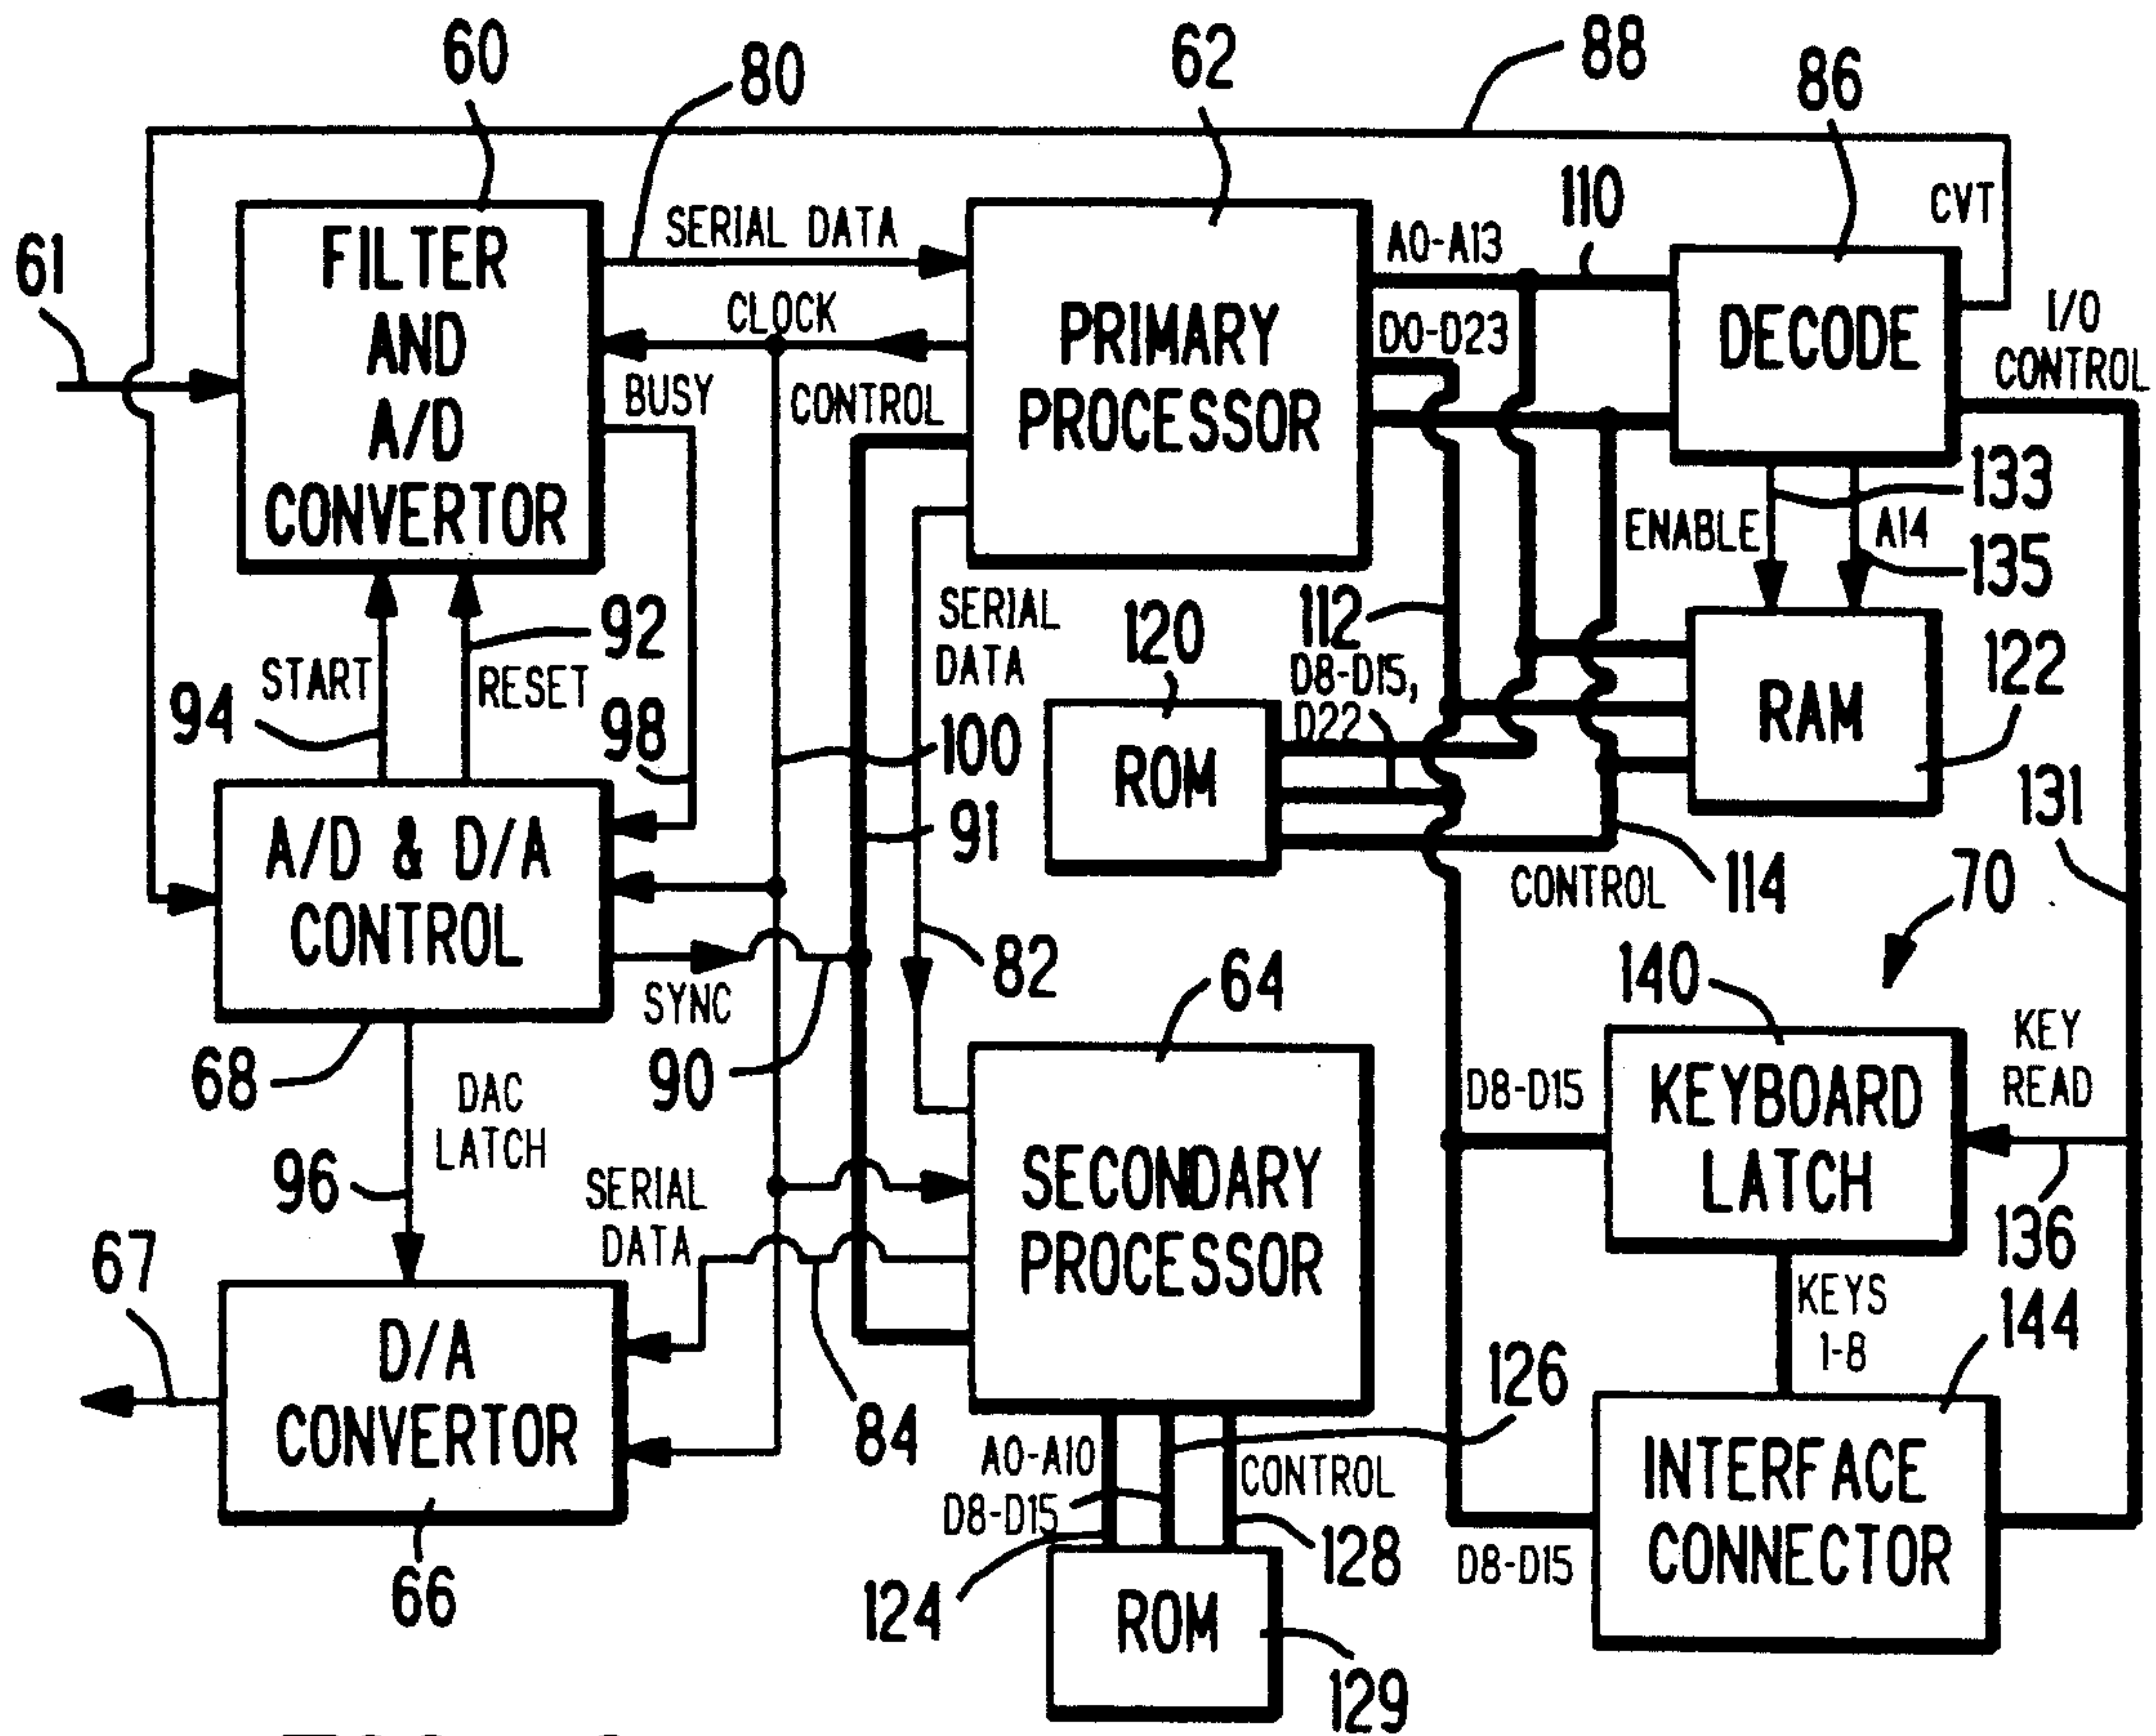 60
80
62
88
86
61
FILTER
AND
A/D
CONVERTOR
SERIAL DATA
CLOCK
BUSY
CONTROL
PRIMARY
PROCESSOR
A0-A13
110
D0-D23
DECODE
CVT
I/O
CONTROL
133
ENABLE
A14
135
92
START
RESET
94
98
SERIAL
DATA
100
91
120
ROM
112
D8-D15,
D22
RAM
122
131
A/D & D/A
CONTROL
SYNC
90
82
CONTROL
114
70
68
DAC
LATCH
96
64
SECONDARY
PROCESSOR
140
KEYBOARD
LATCH
D8-D15
KEY
READ
136
144
SERIAL
DATA
67
D/A
CONVERTOR
66
84
KEYS
1-8
126
A0-A10
D8-D15
CONTROL
124
128
ROM
129
D8-D15
INTERFACE
CONNECTOR